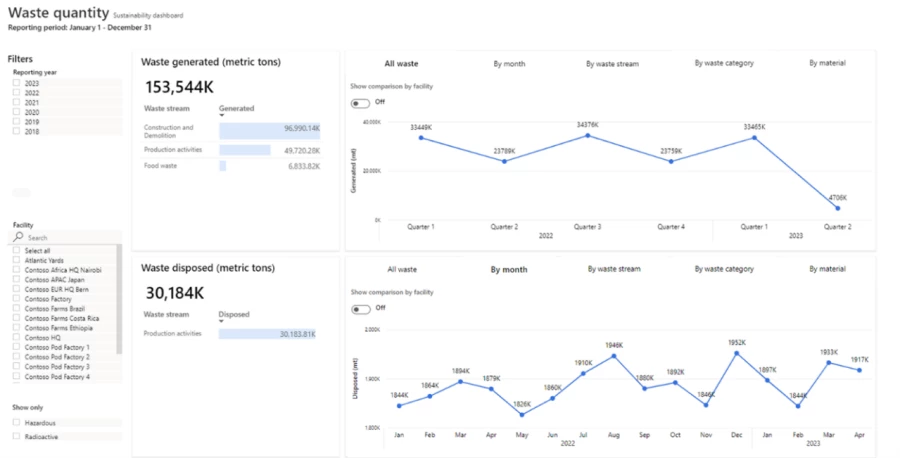 Waste quantity Sustainability dashboard
Reporting period: January 1 - December 31
Filters
Reporting year
2023
2022
2021
2020
2019
2018
Facility
Search
Select all
Atlantic Yards
Contoso Africa HQ Nairobi
Contoso APAC Japan
Contoso EUR HQ Bern
Contoso Factory
Contoso Farms Brazil
Contoso Farms Costa Rica
Contoso Farms Ethiopia
Contoso HQ
Contoso Pod Factory 1
Contoso Pod Factory 2
Contoso Pod Factory 3
Contoso Pod Factory 4
Show only
Hazardous
Radioactive
Waste generated (metric tons)
153,544K
Waste stream Generated
Construction and
Demolition 96,990.14K
Production activities 49,720.28K
Food waste 6,833.82K
All waste By month By waste stream By waste category By material
Show comparison by facility
Off
Generated (mt)
40.000K
20.000K
0K
33449K 23789K 34376K 23759K 33465K 4706K
Quarter 1 Quarter 2 Quarter 3 Quarter 4 Quarter 1 Quarter 2
2022 2023
Waste disposed (metric tons)
30,184K
Waste stream Disposed
Production activities 30,183.81K
All waste By month By waste stream By waste category By material
Show comparison by facility
Off
Disposed (mt)
2.000K
1.900K
1.800K
1844K 1864K 1894K 1879K 1826K 1860K 1910K 1946K 1880K 1892K 1846K 1952K 1897K 1844K 1933K 1917K
Jan Feb Mar Apr May Jun Jul Aug Sep Oct Nov Dec Jan Feb Mar Apr
2022 2023